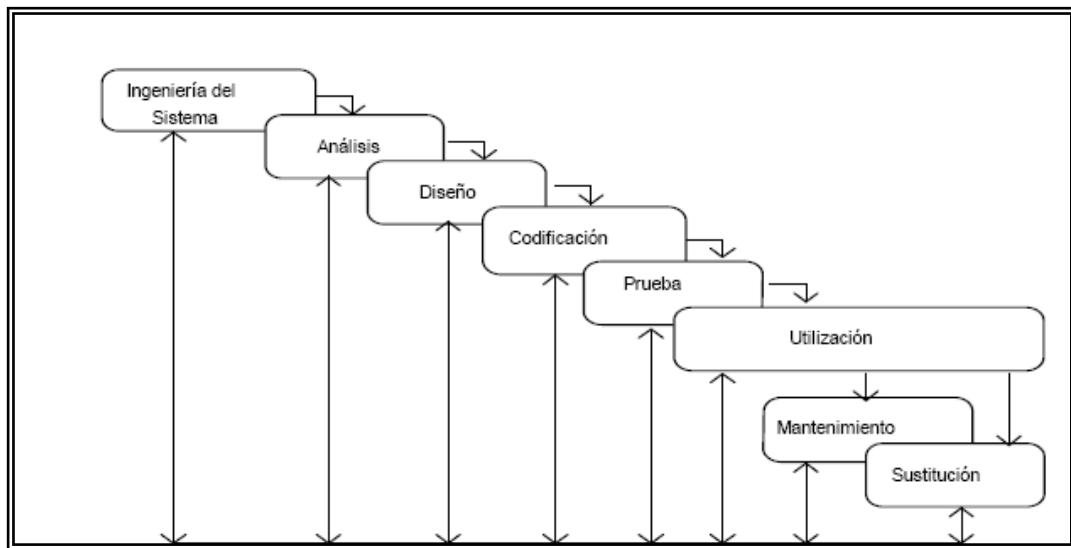 Ingeniería del
Sistema
Análisis
Diseño
Codificación
Prueba
Utilización
Mantenimiento
Sustitución